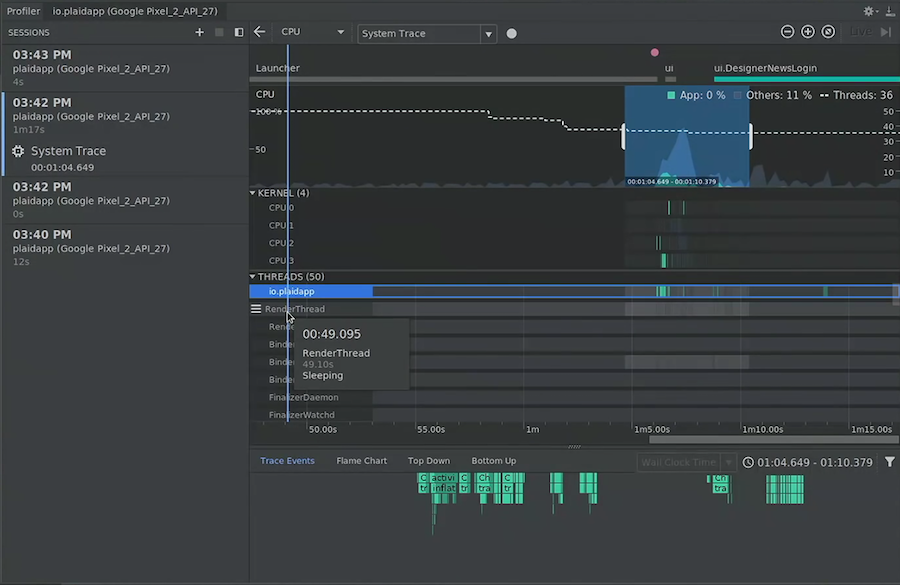 Profiler io.plaidapp (Google Pixel_2_API_27)
SESSIONS
CPU
System Trace
Live
03:43 PM
plaidapp (Google Pixel_2_API_27)
4s
03:42 PM
plaidapp (Google Pixel_2_API_27)
1m17s
System Trace
00:01:04.649
03:42 PM
plaidapp (Google Pixel_2_API_27)
0s
03:40 PM
plaidapp (Google Pixel_2_API_27)
12s
Launcher ui ui.DesignerNewsLogin
CPU App: 0 % Others: 11 % Threads: 36
100 % 50
40
50 30
20
10
00:01:04.649 - 00:01:10.379
KERNEL (4)
CPU 0
CPU 1
CPU 2
CPU 3
THREADS (50)
io.plaidapp
RenderThread
Rende
Binde
Binde
Binde
FinalizerDaemon
FinalizerWatchd
00:49.095
RenderThread
49.10s
Sleeping
50.00s 55.00s 1m 1m5.00s 1m10.00s 1m15.00s
Trace Events Flame Chart Top Down Bottom Up Wall Clock Time 01:04.649 - 01:10.379
C activi C Ch C Ch
tr inflat tr tra tr tra